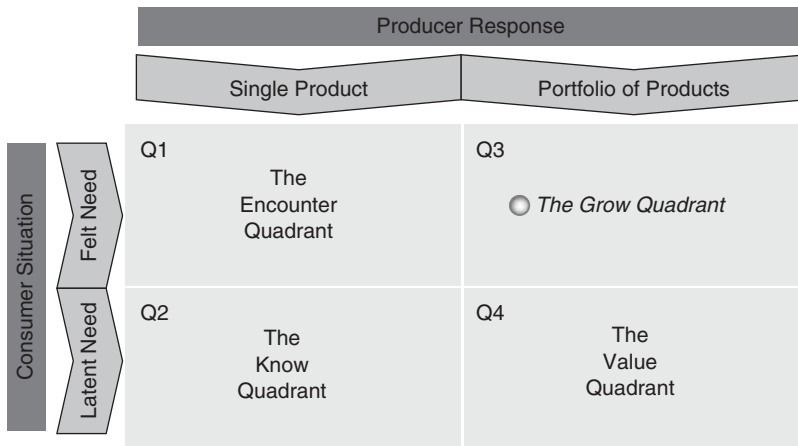 Producer Response
Single Product
Portfolio of Products
Consumer Situation
Felt Need
Q1
The
Encounter
Quadrant
Q3
The Grow Quadrant
Latent Need
Q2
The
Know
Quadrant
Q4
The
Value
Quadrant